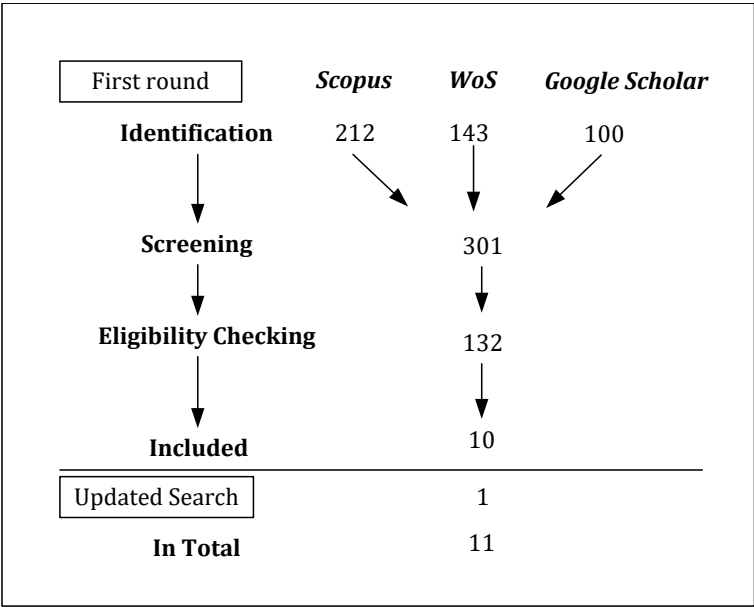 First round Scopus WoS Google Scholar
Identification 212 143 100
Screening 301
Eligibility Checking 132
Included 10
Updated Search 1
In Total 11